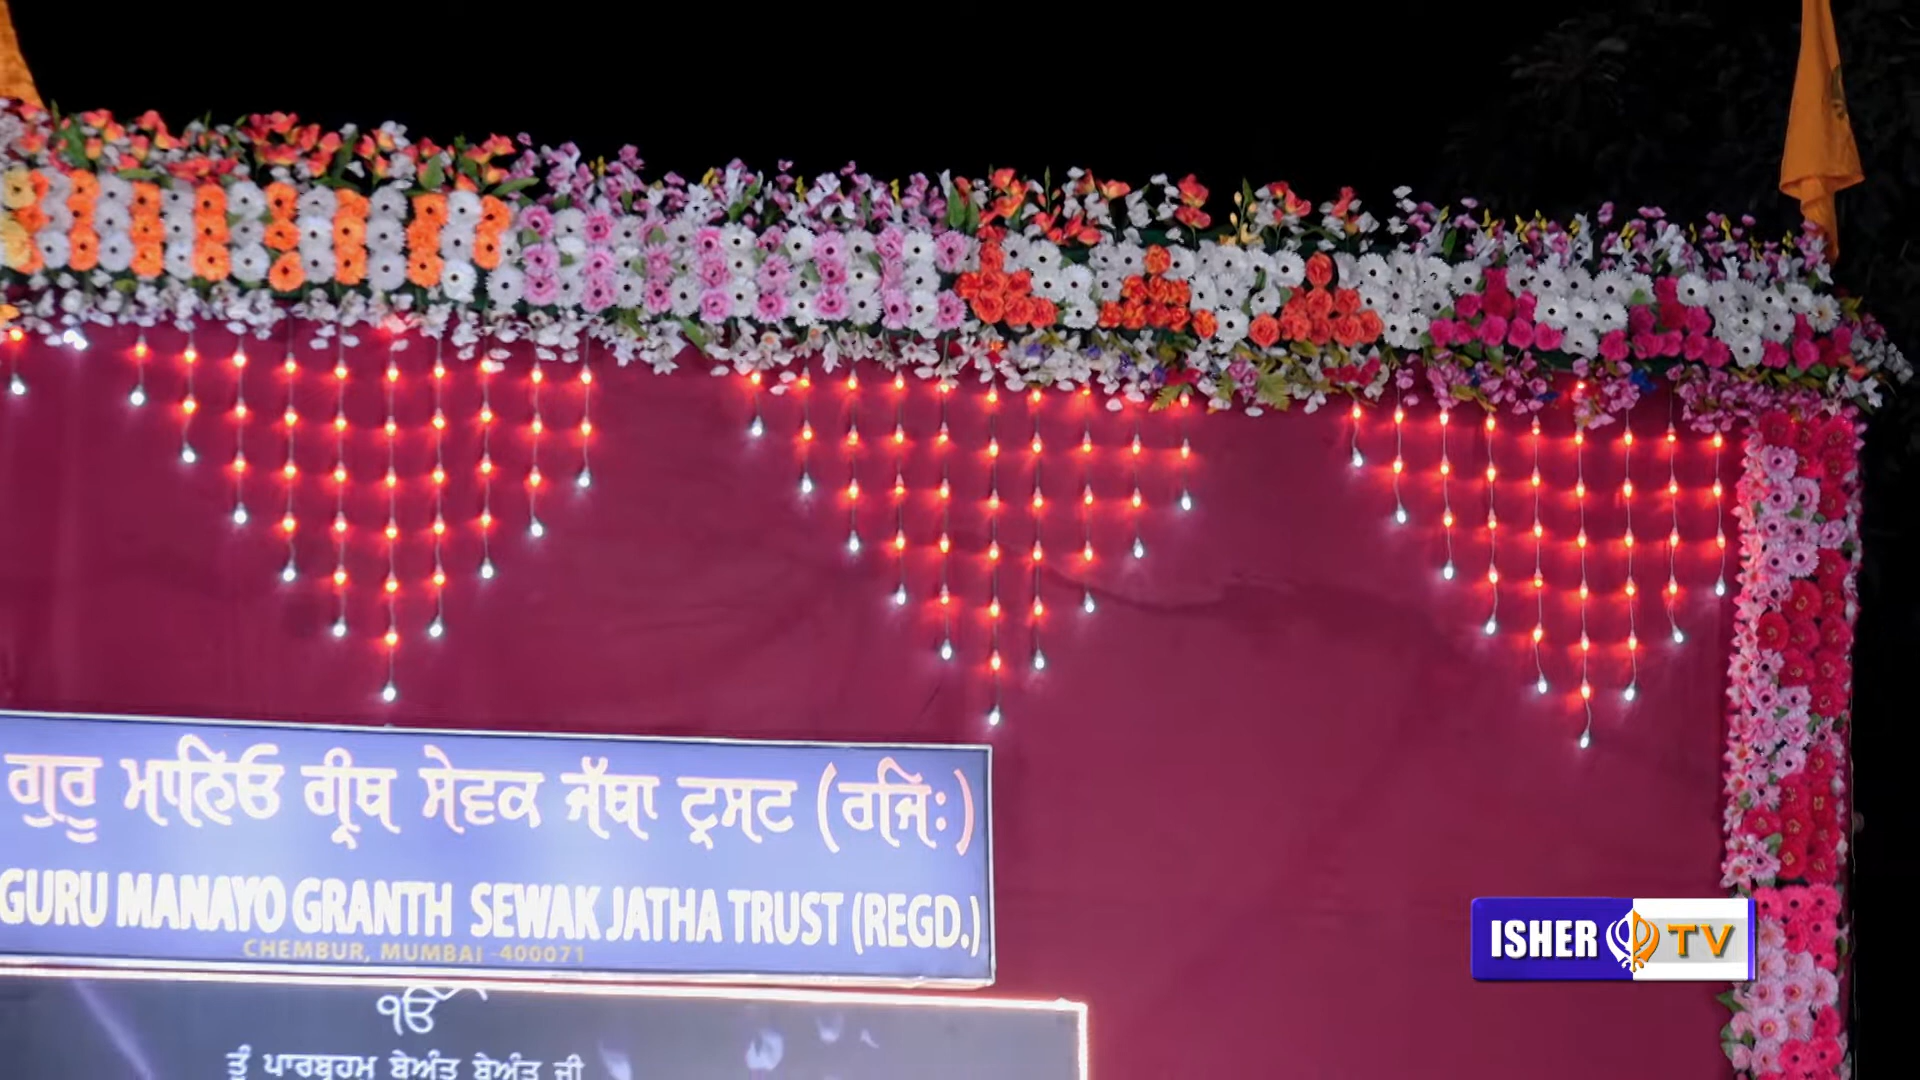 ਗੁਰੂ ਮਾਨਿਓ ਗ੍ਰੰਥ ਸੇਵਕ ਜੱਥਾ ਟ੍ਰਸਟ (ਰਜਿ:)
GURU MANAYO GRANTH SEWAK JATHA TRUST (REGD.)
CHEMBUR, MUMBAI -400071
ੴ
ਤੂੰ ਪਾਰਬ੍ਰਹਮ ਬੇਅੰਤ ਬੇਅੰਤ ਜੀ
ISHER TV